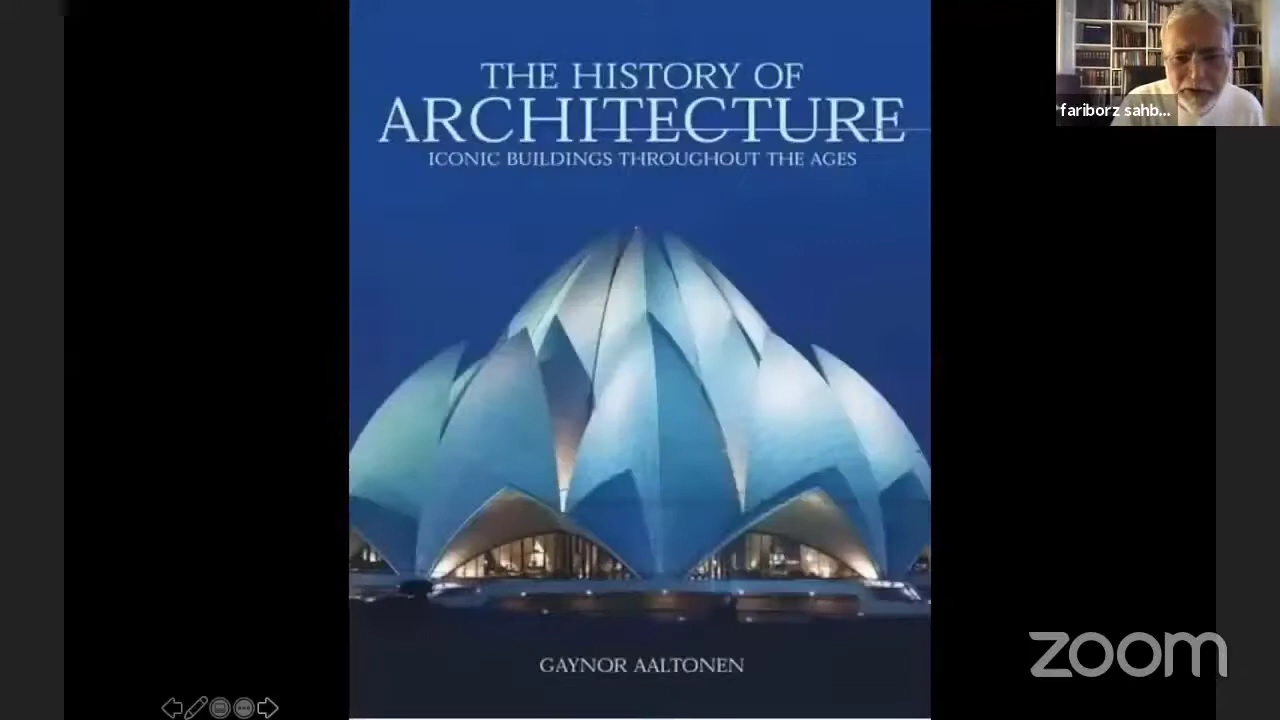 THE HISTORY OF
ARCHITECTURE
ICONIC BUILDINGS THROUGHOUT THE AGES
GAYNOR AALTONEN
fariborz sahb...
zoom